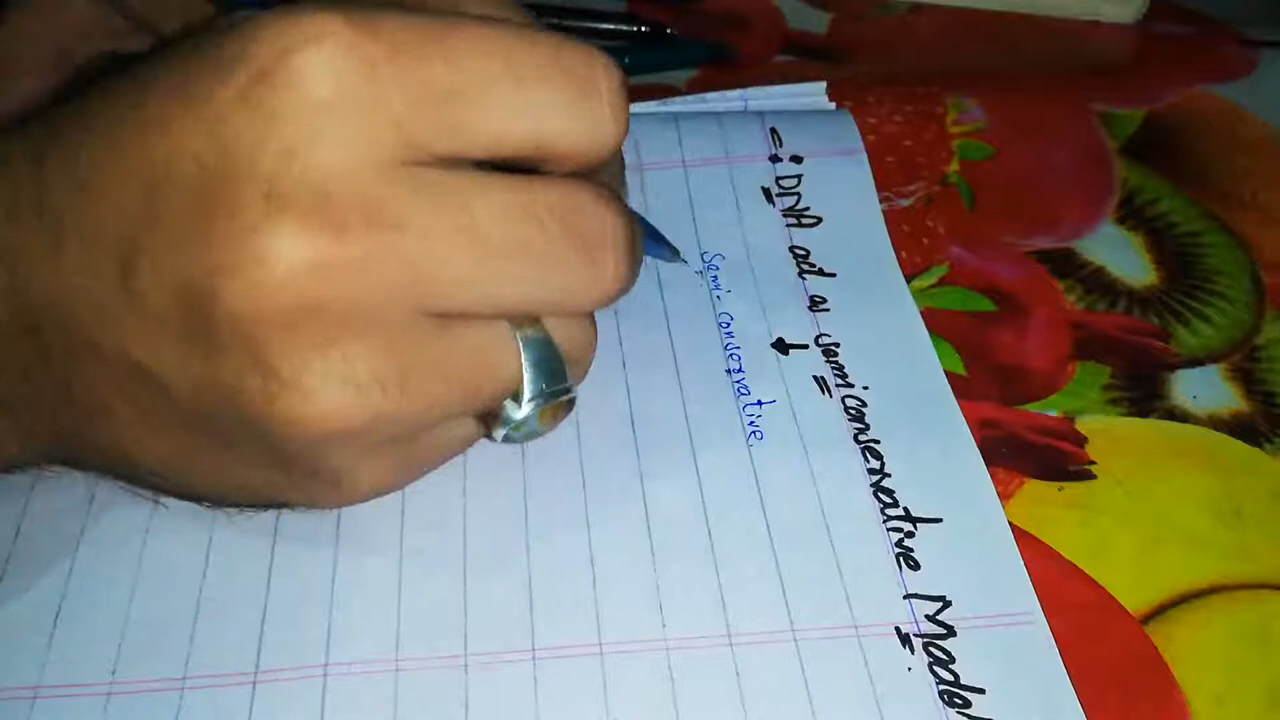 =: DNA act as semiconservative Model
Semi-conservative.